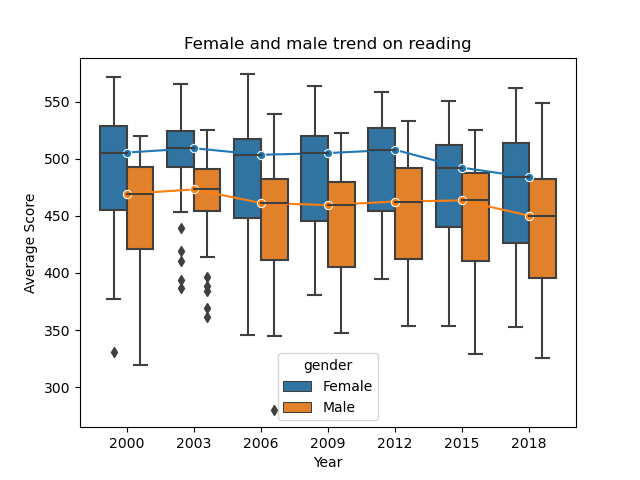 Female and male trend on reading
Average Score
550
500
450
400
350
300
gender
Female
Male
2000 2003 2006 2009 2012 2015 2018
Year